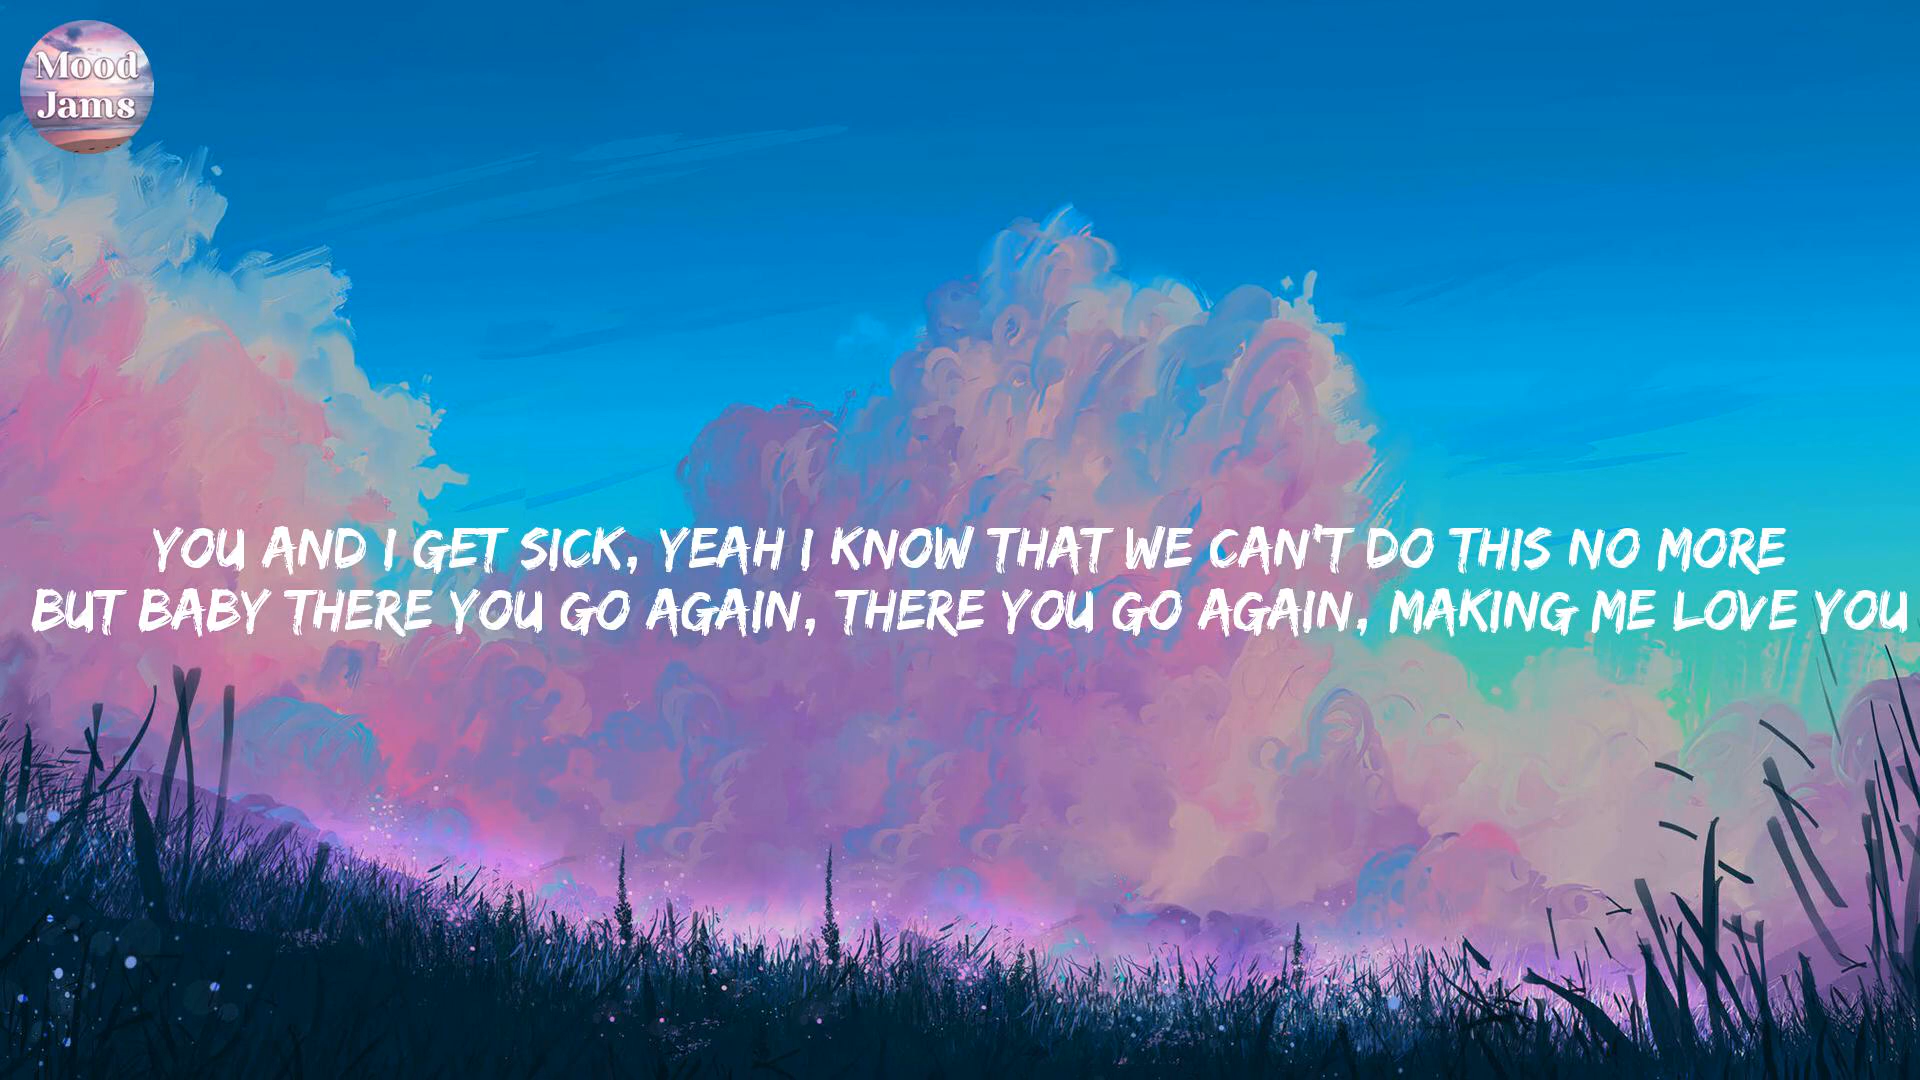 Mood
Jams
YOU AND I GET SICK, YEAH I KNOW THAT WE CAN'T DO THIS NO MORE
BUT BABY THERE YOU GO AGAIN, THERE YOU GO AGAIN, MAKING ME LOVE YOU